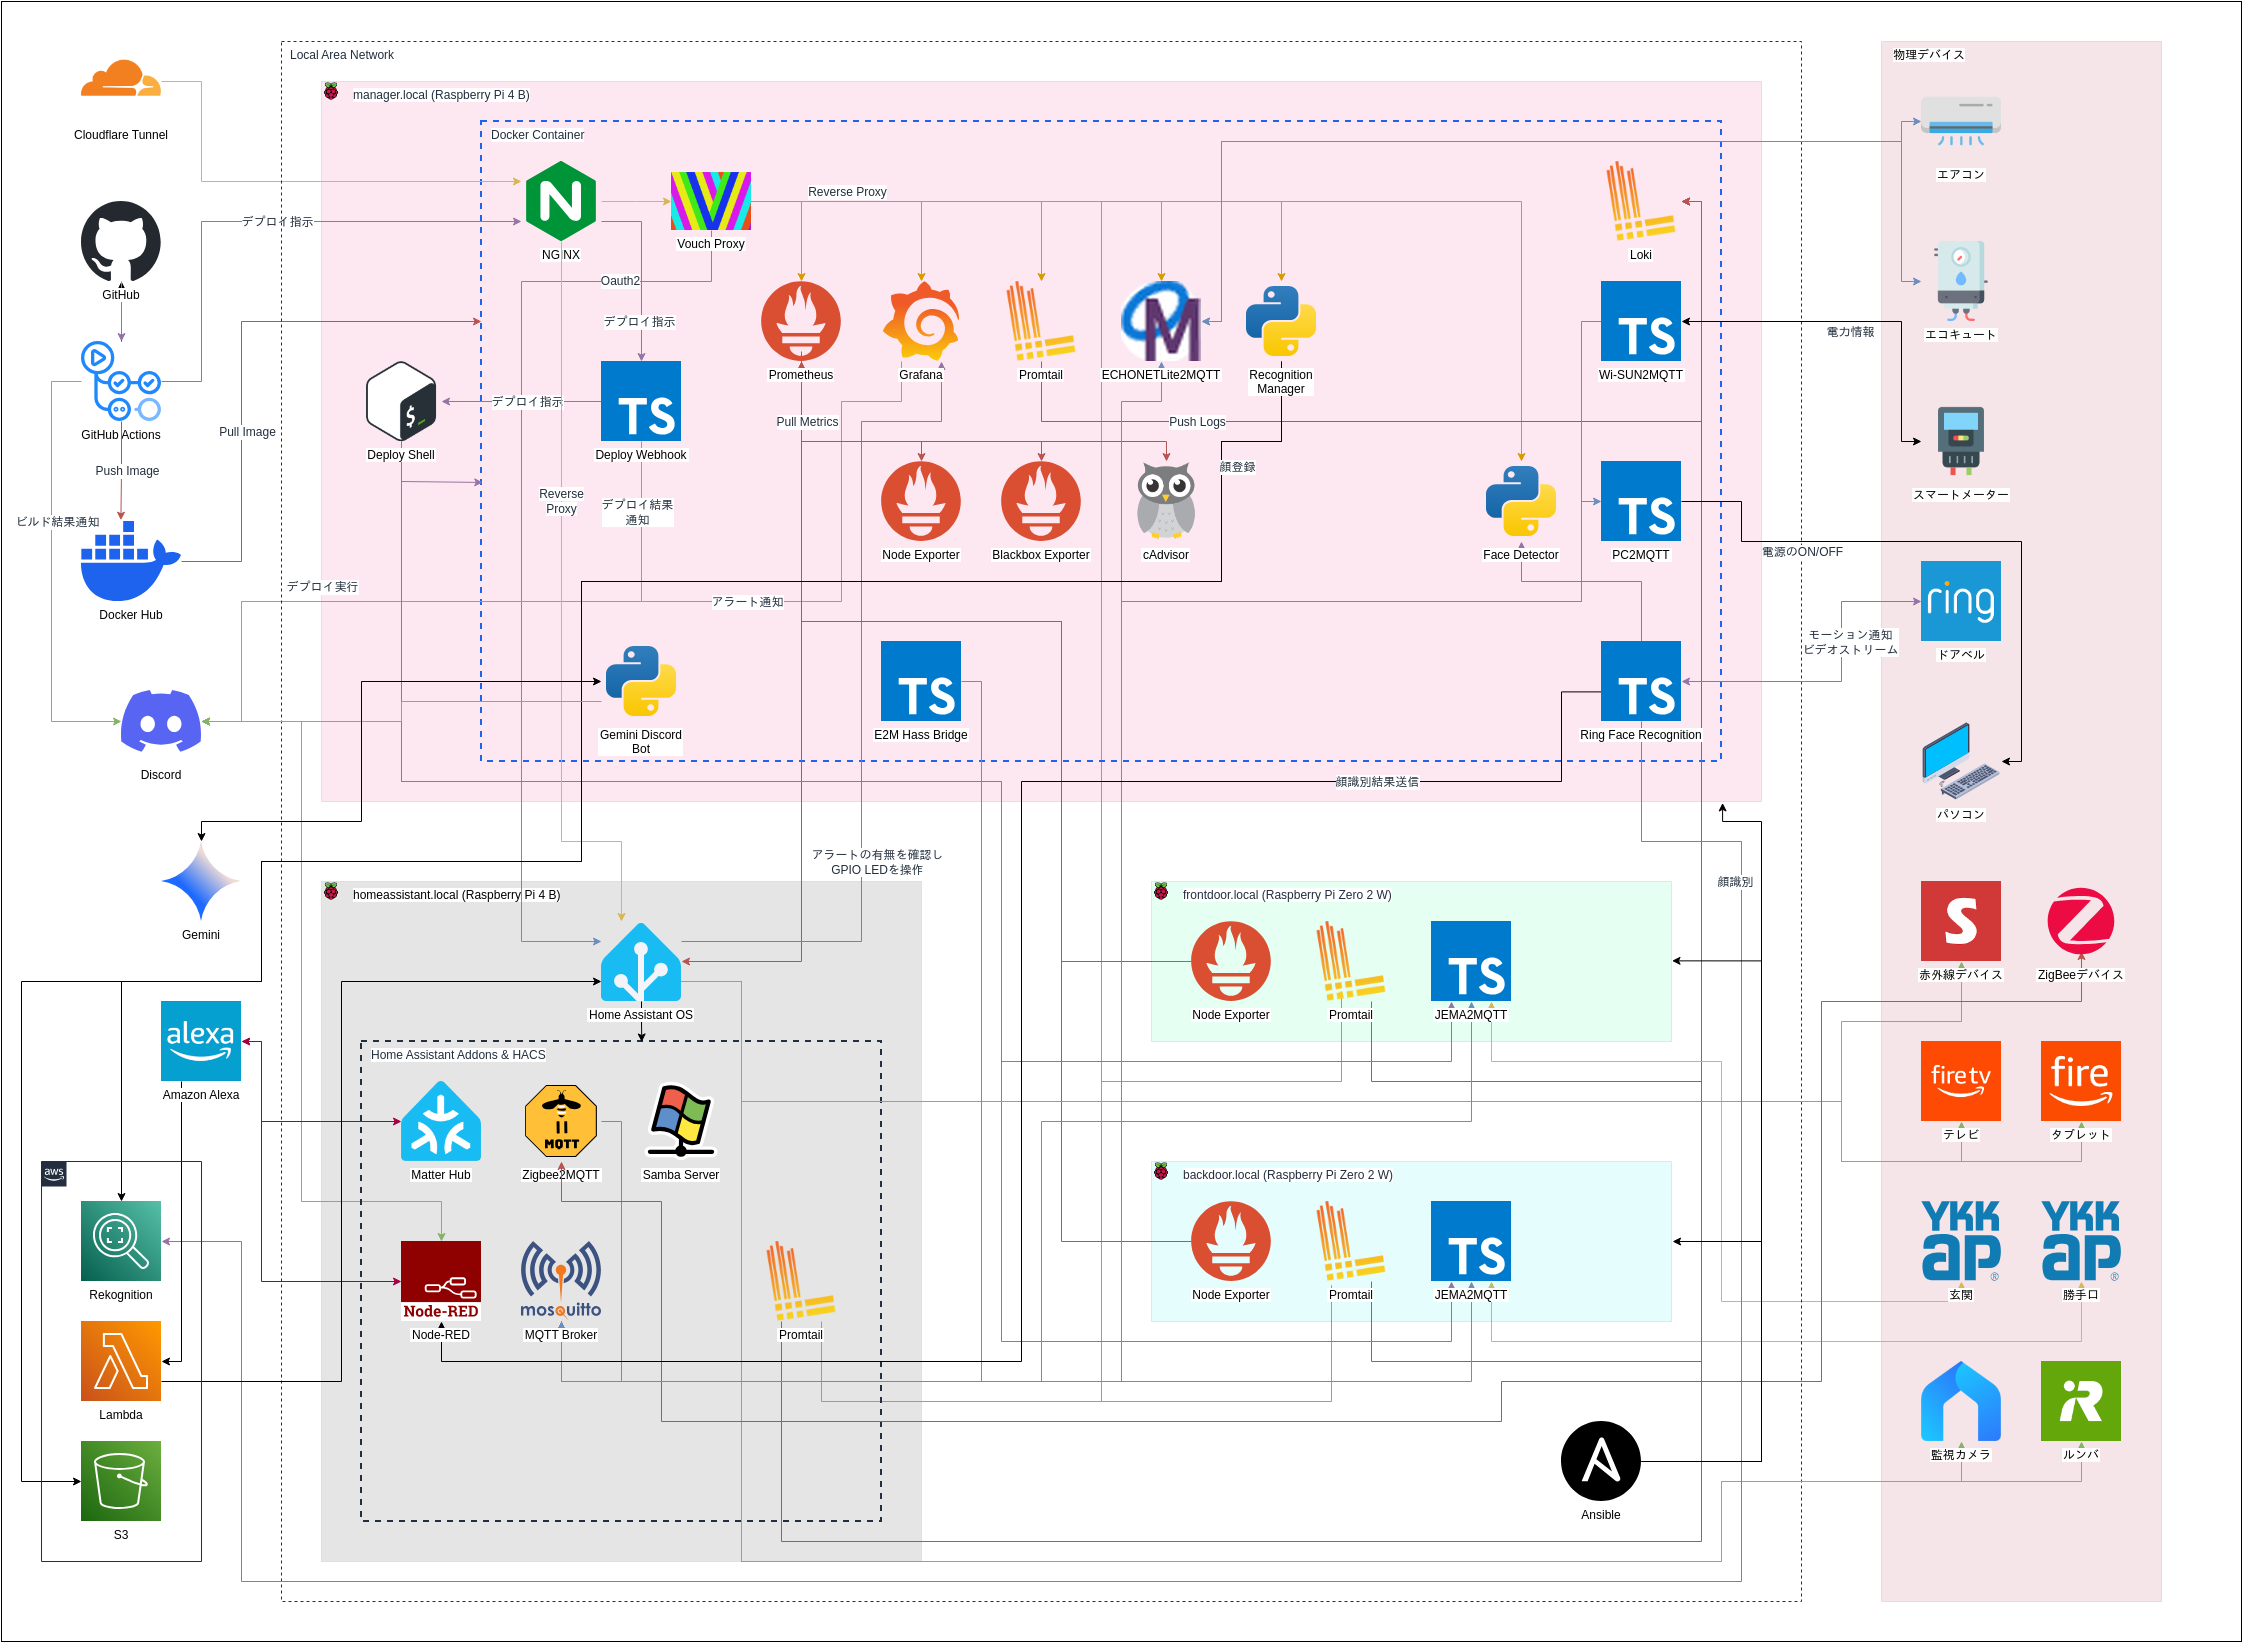 Local Area Network
物理デバイス
manager.local (Raspberry Pi 4 B)
Cloudflare Tunnel
Docker Container
エアコン
Reverse Proxy
デプロイ指示
NGINX
Vouch Proxy
Loki
GitHub
Oauth2
デプロイ指示
TS
電力情報
エコキュート
Prometheus
Grafana
Promtail
ECHONETLite2MQTT
Recognition
Manager
Wi-SUN2MQTT
デプロイ指示
TS
GitHub Actions
Pull Image
Pull Metrics
Push Logs
Deploy Shell
Deploy Webhook
Push Image
顔登録
スマートメーター
Reverse
Proxy
デプロイ結果
通知
TS
ビルド結果通知
Node Exporter
Blackbox Exporter
cAdvisor
Face Detector
PC2MQTT
電源のON/OFF
デプロイ実行
アラート通知
ring
Docker Hub
モーション通知
ビデオストリーム
ドアベル
TS
TS
Gemini Discord
Bot
E2M Hass Bridge
Ring Face Recognition
Discord
顔識別結果送信
パソコン
アラートの有無を確認し
GPIO LEDを操作
顔識別
homeassistant.local (Raspberry Pi 4 B)
frontdoor.local (Raspberry Pi Zero 2 W)
Gemini
TS
赤外線デバイス
ZigBeeデバイス
Home Assistant OS
Node Exporter
Promtail
JEMA2MQTT
alexa
Home Assistant Addons & HACS
fire tv
fire
Amazon Alexa
MQTT
テレビ
タブレット
aws
Matter Hub
Zigbee2MQTT
Samba Server
backdoor.local (Raspberry Pi Zero 2 W)
YKK
ap®
YKK
ap®
TS
Rekognition
Node Exporter
Promtail
JEMA2MQTT
玄関
勝手口
Node-RED
mosquitto
Node-RED
MQTT Broker
Promtail
Lambda
監視カメラ
ルンバ
Ansible
S3